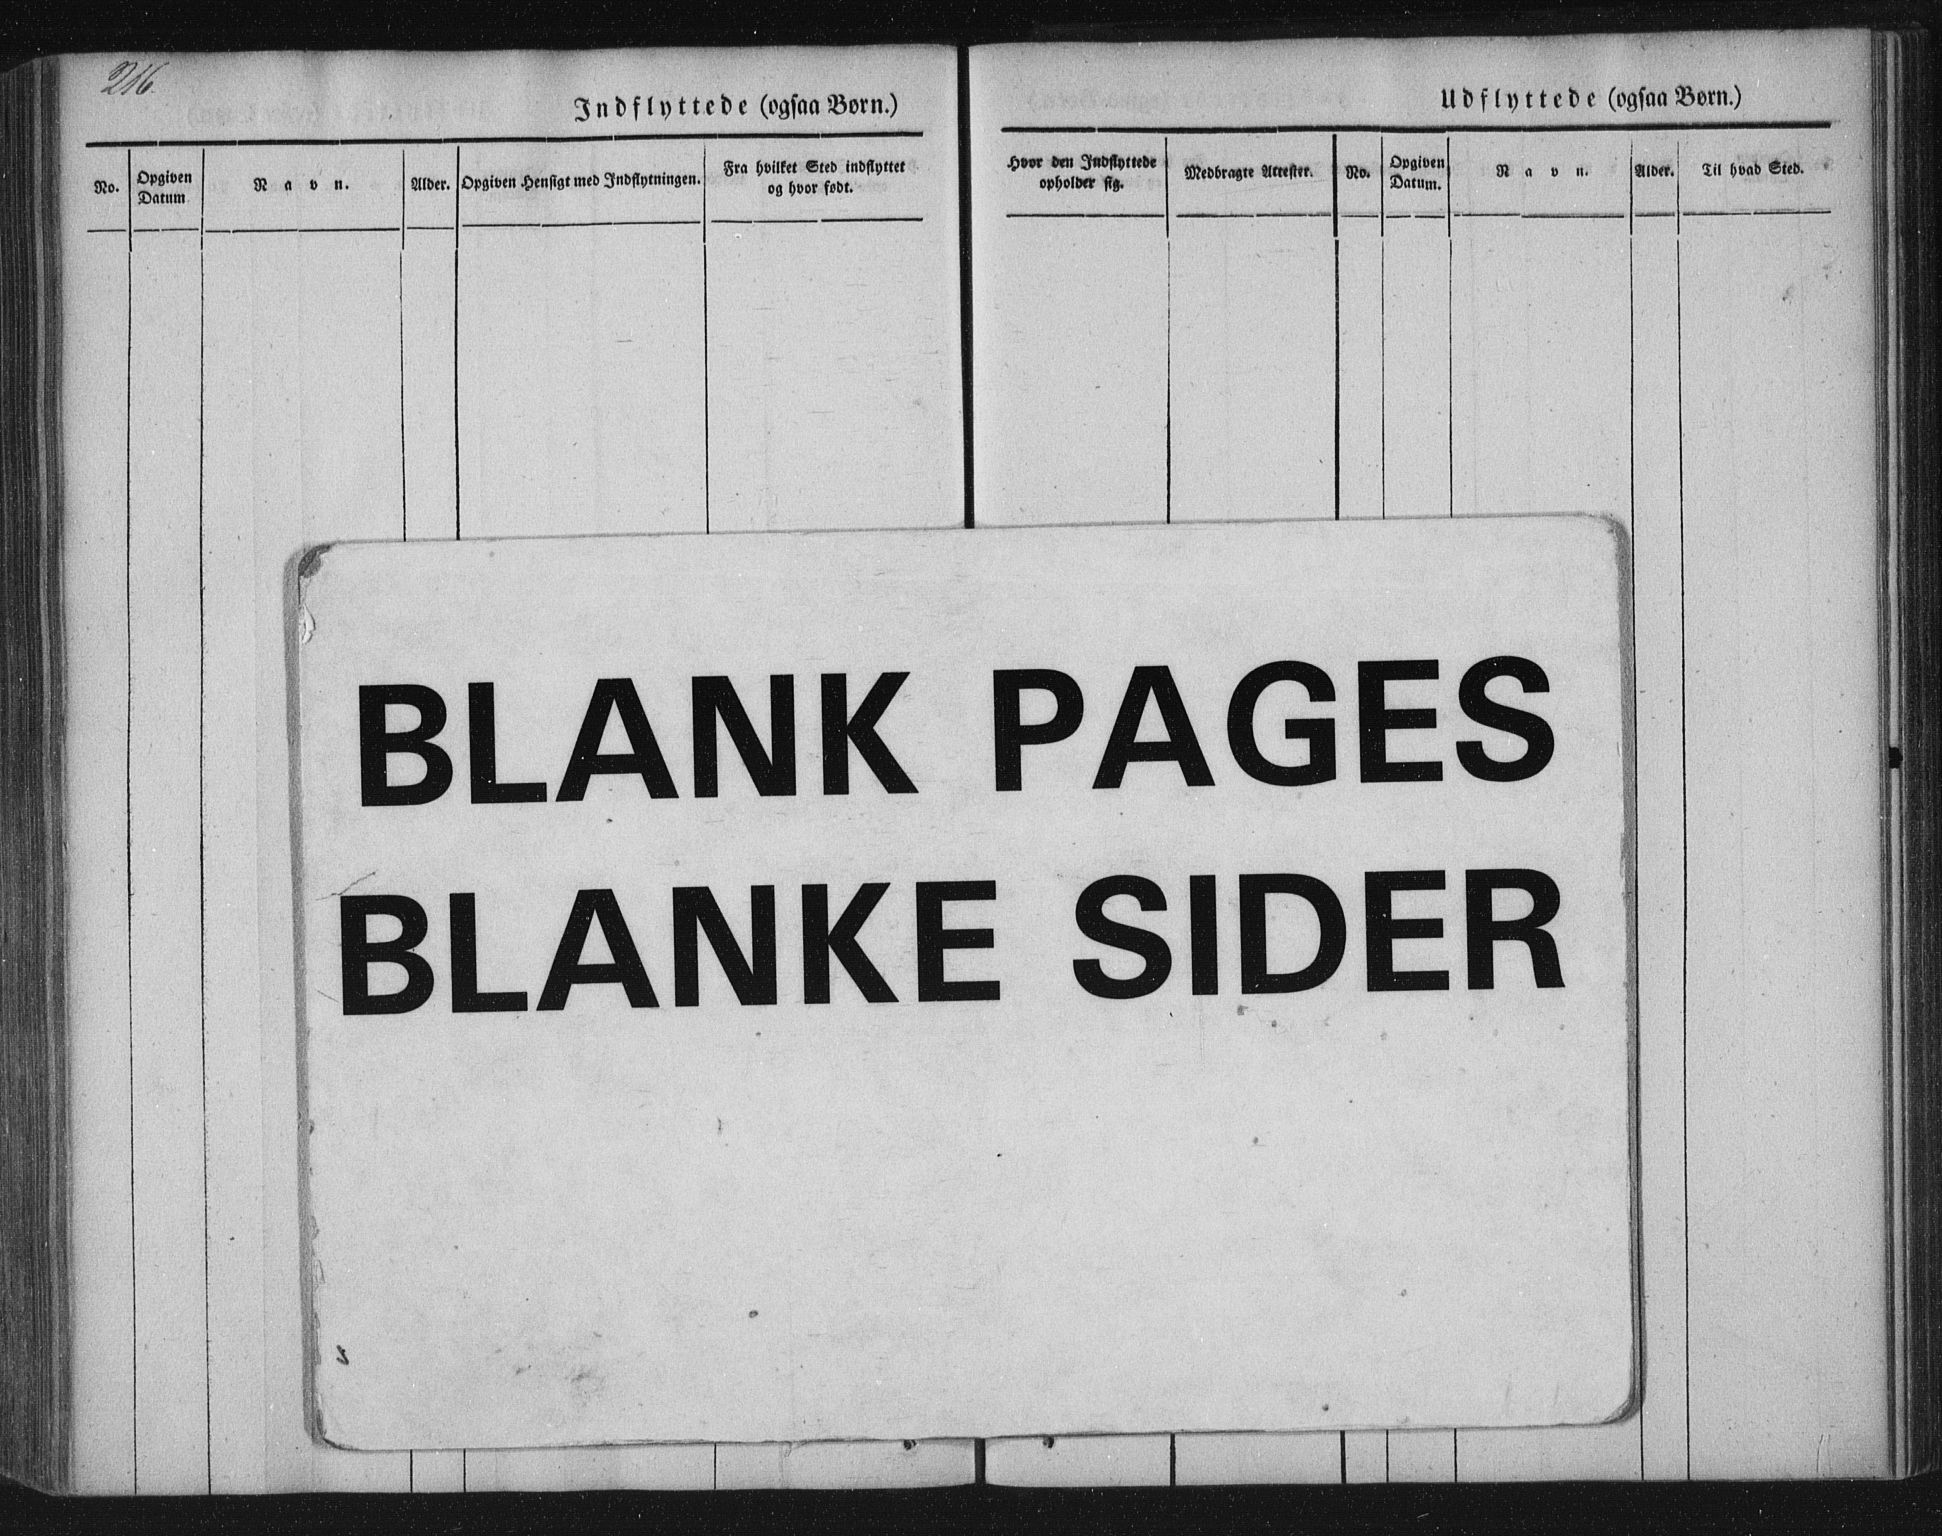 216.
Indflyttede (ogsaa Børn.)
No.
Opgiven
Datum
Navn.
Alder.
Opgiven Hensigt med Indflytningen.
Fra hvilket Sted indflyttet
og hvor født.
Udflyttede (ogsaa Børn.)
Hvor den Indflyttede
opholder sig.
Medbragte Attester.
No.
Opgiven
Datum.
Navn.
Alder.
Til hvad Sted.
BLANK PAGES
BLANKE SIDER